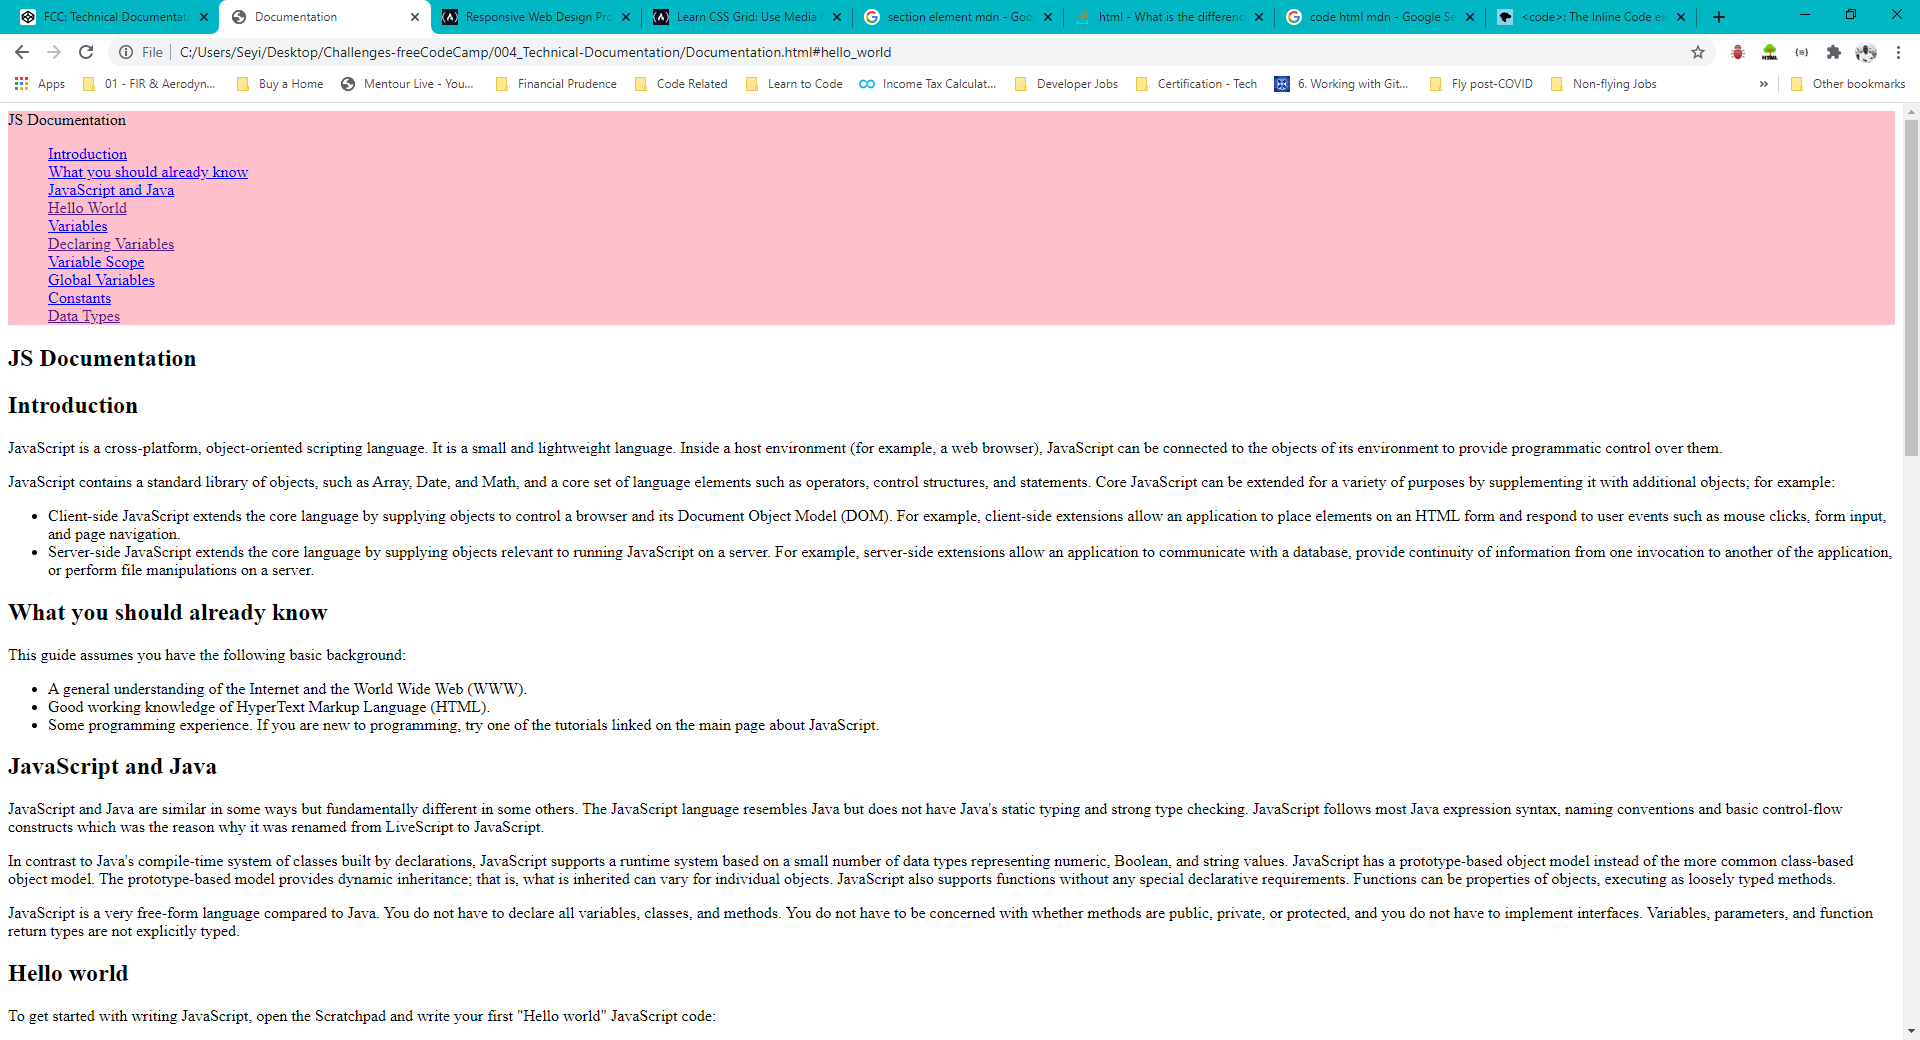 FCC: Technical Documentati
Documentation
Responsive Web Design Pro
Learn CSS Grid: Use Media
section element mdn - Goo
html - What is the differenc
code html mdn - Google Se
<code>: The Inline Code el
File
C:/Users/Seyi/Desktop/Challenges-freeCodeCamp/004_Technical-Documentation/Documentation.html#hello_world
Apps
01 - FIR & Aerodyn...
Buy a Home
Mentour Live - You...
Financial Prudence
Code Related
Learn to Code
Income Tax Calculat...
Developer Jobs
Certification - Tech
6. Working with Git...
Fly post-COVID
Non-flying Jobs
»
Other bookmarks
JS Documentation
Introduction
What you should already know
JavaScript and Java
Hello World
Variables
Declaring Variables
Variable Scope
Global Variables
Constants
Data Types
JS Documentation
Introduction
JavaScript is a cross-platform, object-oriented scripting language. It is a small and lightweight language. Inside a host environment (for example, a web browser), JavaScript can be connected to the objects of its environment to provide programmatic control over them.
JavaScript contains a standard library of objects, such as Array, Date, and Math, and a core set of language elements such as operators, control structures, and statements. Core JavaScript can be extended for a variety of purposes by supplementing it with additional objects; for example:
• Client-side JavaScript extends the core language by supplying objects to control a browser and its Document Object Model (DOM). For example, client-side extensions allow an application to place elements on an HTML form and respond to user events such as mouse clicks, form input,
and page navigation.
• Server-side JavaScript extends the core language by supplying objects relevant to running JavaScript on a server. For example, server-side extensions allow an application to communicate with a database, provide continuity of information from one invocation to another of the application,
or perform file manipulations on a server.
What you should already know
This guide assumes you have the following basic background:
• A general understanding of the Internet and the World Wide Web (WWW).
• Good working knowledge of HyperText Markup Language (HTML).
• Some programming experience. If you are new to programming, try one of the tutorials linked on the main page about JavaScript.
JavaScript and Java
JavaScript and Java are similar in some ways but fundamentally different in some others. The JavaScript language resembles Java but does not have Java's static typing and strong type checking. JavaScript follows most Java expression syntax, naming conventions and basic control-flow
constructs which was the reason why it was renamed from LiveScript to JavaScript.
In contrast to Java's compile-time system of classes built by declarations, JavaScript supports a runtime system based on a small number of data types representing numeric, Boolean, and string values. JavaScript has a prototype-based object model instead of the more common class-based
object model. The prototype-based model provides dynamic inheritance; that is, what is inherited can vary for individual objects. JavaScript also supports functions without any special declarative requirements. Functions can be properties of objects, executing as loosely typed methods.
JavaScript is a very free-form language compared to Java. You do not have to declare all variables, classes, and methods. You do not have to be concerned with whether methods are public, private, or protected, and you do not have to implement interfaces. Variables, parameters, and function
return types are not explicitly typed.
Hello world
To get started with writing JavaScript, open the Scratchpad and write your first "Hello world" JavaScript code: